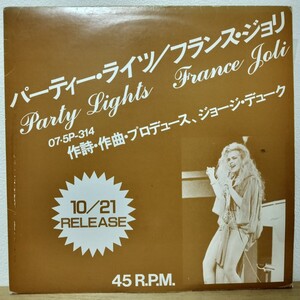 パーティー・ライツ／フランス・ジョリ
Party Lights France Joli
07・5P-314
作詩・作曲・プロデュース、ジョージ・デューク
10/21
RELEASE
45 R.P.M.